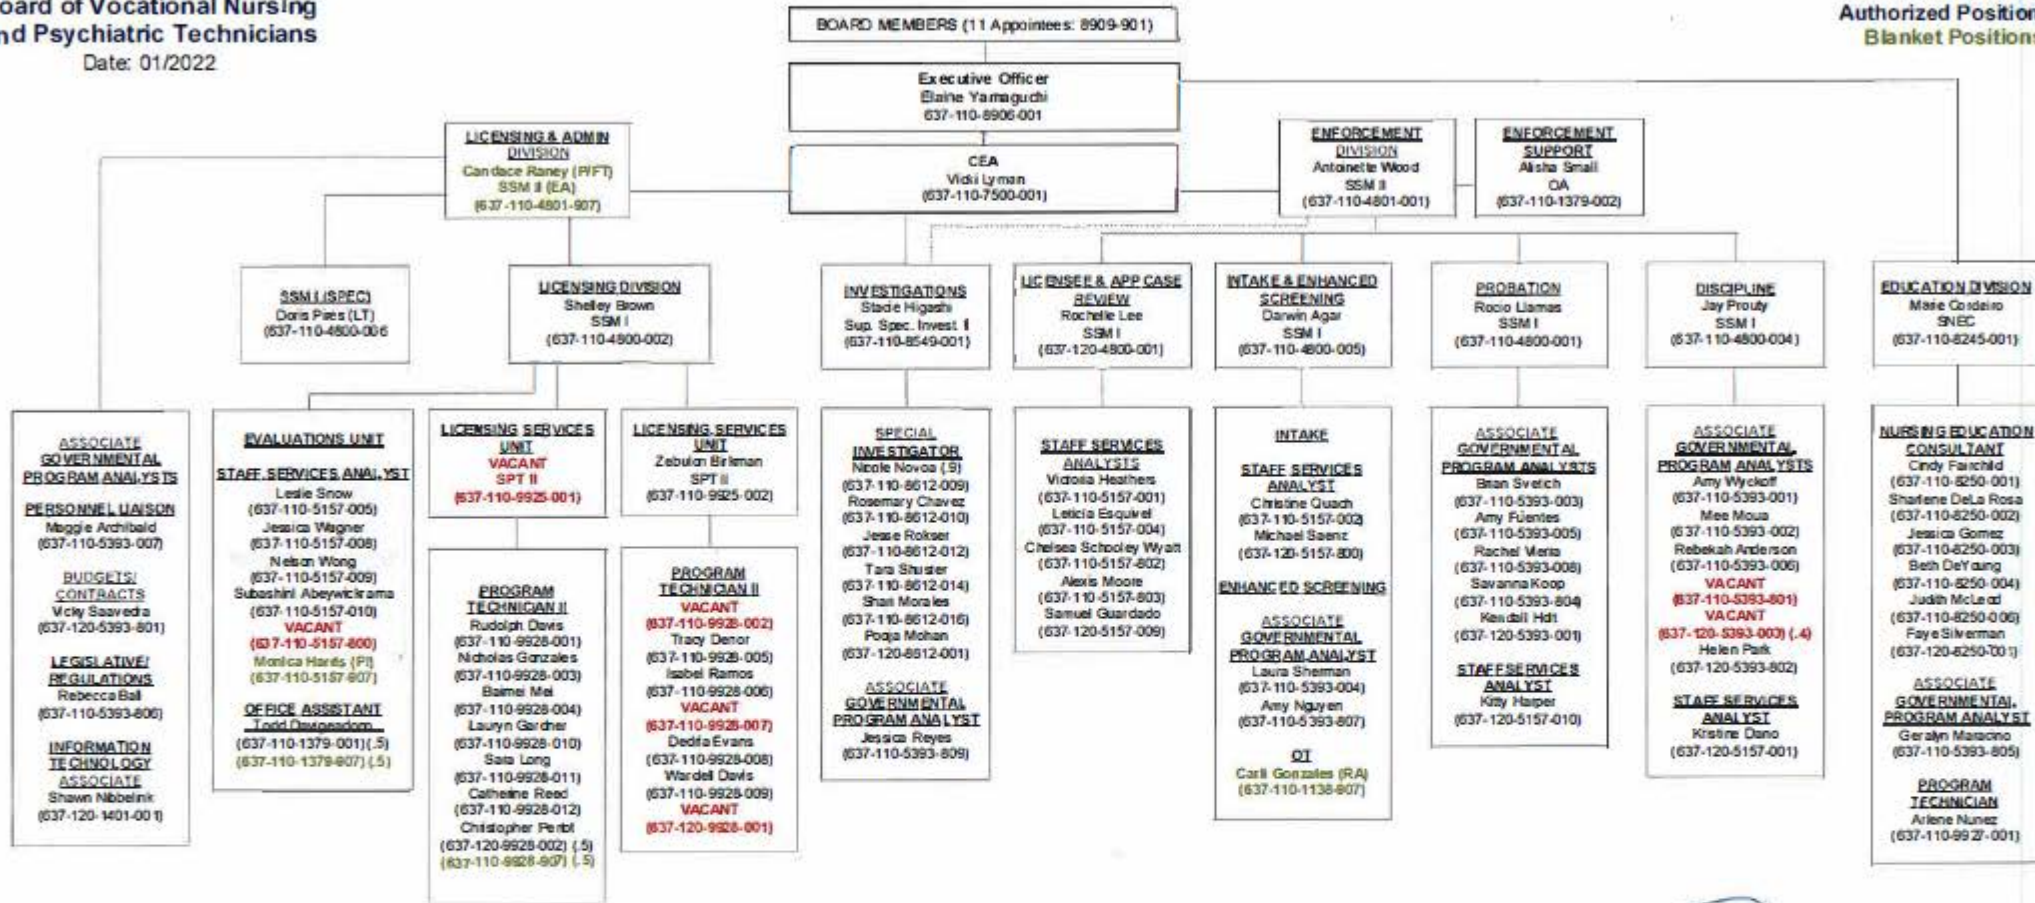 oard of Vocational Nursing
nd Psychiatric Technicians
Date: 01/2022
Authorized Position
Blanket Positions
BOARD MEMBERS (11 Appointees: 8909-901)
Executive Officer
Elaine Yamaguchi
637-110-8906-001
CEA
Vicki Lyman
(637-110-7500-001)
LICENSING & ADMIN
DIVISION
Candace Raney (P/FT)
SSM II (EA)
(637-110-4801-907)
ENFORCEMENT
DIVISION
Antoinette Wood
SSM II
(637-110-4801-001)
ENFORCEMENT
SUPPORT
Alisha Small
OA
(637-110-1379-002)
SSM I (SPEC)
Doris Pires (LT)
(637-110-4800-006
LICENSING DIVISION
Shelley Brown
SSM I
(637-110-4800-002)
INVESTIGATIONS
Stacie Higashi
Sup. Spec. Invest. I
(637-110-8549-001)
LICENSEE & APP CASE
REVIEW
Rochelle Lee
SSM I
(637-120-4800-001)
INTAKE & ENHANCED
SCREENING
Darwin Agar
SSM I
(637-110-4800-005)
PROBATION
Rocio Llamas
SSM I
(637-110-4800-001)
DISCIPLINE
Jay Prouty
SSM I
(637-110-4800-004)
EDUCATION DIVISION
Marie Cordeiro
SNEC
(637-110-8245-001)
ASSOCIATE
GOVERNMENTAL
PROGRAM ANALYSTS
PERSONNEL LIAISON
Maggie Archibald
(637-110-5393-007)
BUDGETS/
CONTRACTS
Vicky Saavedra
(637-120-5393-801)
LEGISLATIVE/
REGULATIONS
Rebecca Ball
(637-110-5393-806)
INFORMATION
TECHNOLOGY
ASSOCIATE
Shawn Nibbelink
(637-120-1401-001)
EVALUATIONS UNIT
STAFF SERVICES ANALYST
Leslie Snow
(637-110-5157-005)
Jessica Wagner
(637-110-5157-008)
Nelson Wong
(637-110-5157-009)
Subashini Abeywickrama
(637-110-5157-010)
VACANT
(637-110-5157-800)
Monica Harris (PI)
(637-110-5157-907)
OFFICE ASSISTANT
Todd
(637-110-1379-001)(.5)
(637-110-1379-907)(.5)
LICENSING SERVICES
UNIT
VACANT
SPT II
(637-110-9925-001)
PROGRAM
TECHNICIAN II
Rudolph Davis
(637-110-9928-001)
Nicholas Gonzales
(637-110-9928-003)
Baimei Mei
(637-110-9928-004)
Lauryn Gardner
(637-110-9928-010)
Sara Long
(637-110-9928-011)
Catherine Reed
(637-110-9928-012)
Christopher
(637-120-9928-002) (.5)
(637-110-9928-907) (.5)
LICENSING SERVICES
UNIT
Zebulon Birkman
SPT II
(637-110-9925-002)
PROGRAM
TECHNICIAN II
VACANT
(637-110-9928-002)
Tracy Denor
(637-110-9928-005)
Isabel Ramos
(637-110-9928-006)
VACANT
(637-110-9928-007)
Dedria Evans
(637-110-9928-008)
Wardell Davis
(637-110-9928-009)
VACANT
(637-120-9928-001)
SPECIAL
INVESTIGATOR
Nicole Novoa (.9)
(637-110-8612-009)
Rosemary Chavez
(637-110-8612-010)
Jesse Rokser
(637-110-8612-012)
Tara Shuster
(637-110-8612-014)
Shari Morales
(637-110-8612-016)
Pooja Mohan
(637-120-8612-001)
ASSOCIATE
GOVERNMENTAL
PROGRAM ANALYST
Jessica Reyes
(637-110-5393-809)
STAFF SERVICES
ANALYSTS
Victoria Heathers
(637-110-5157-001)
Leticia Esquivel
(637-110-5157-004)
Chelsea Schooley Wyatt
(637-110-5157-802)
Alexis Moore
(637-110-5157-803)
Samuel Guardado
(637-120-5157-009)
INTAKE
STAFF SERVICES
ANALYST
Christine Quach
(637-110-5157-002)
Michael Saenz
(637-120-5157-800)
ENHANCED SCREENING
ASSOCIATE
GOVERNMENTAL
PROGRAM ANALYST
Laura Sherman
(637-110-5393-004)
Amy Nguyen
(637-110-5393-807)
OT
Carli Gonzales (RA)
(637-110-1138-907)
ASSOCIATE
GOVERNMENTAL
PROGRAM ANALYSTS
Brian Svetich
(637-110-5393-003)
Amy Fuentes
(637-110-5393-005)
Rachel Vieria
(637-110-5393-008)
Savanna Koop
(637-110-5393-804)
Kendall Holt
(637-120-5393-001)
STAFF SERVICES
ANALYST
Kitty Harper
(637-120-5157-010)
ASSOCIATE
GOVERNMENTAL
PROGRAM ANALYSTS
Amy Wyckoff
(637-110-5393-001)
Mee Moua
(637-110-5393-002)
Rebekah Anderson
(637-110-5393-006)
VACANT
(637-110-5393-801)
VACANT
(637-120-5393-003) (.4)
Helen Park
(637-120-5393-802)
STAFF SERVICES
ANALYST
Kristine Dano
(637-120-5157-001)
NURSING EDUCATION
CONSULTANT
Cindy Fairchild
(637-110-8250-001)
Sharlene DeLa Rosa
(637-110-8250-002)
Jessica Gomez
(637-110-8250-003)
Beth DeYoung
(637-110-8250-004)
Judith McLeod
(637-110-8250-006)
Faye Silverman
(637-120-8250-001)
ASSOCIATE
GOVERNMENTAL
PROGRAM ANALYST
Geralyn Maracino
(637-110-5393-805)
PROGRAM
TECHNICIAN
Arlene Nunez
(637-110-9927-001)